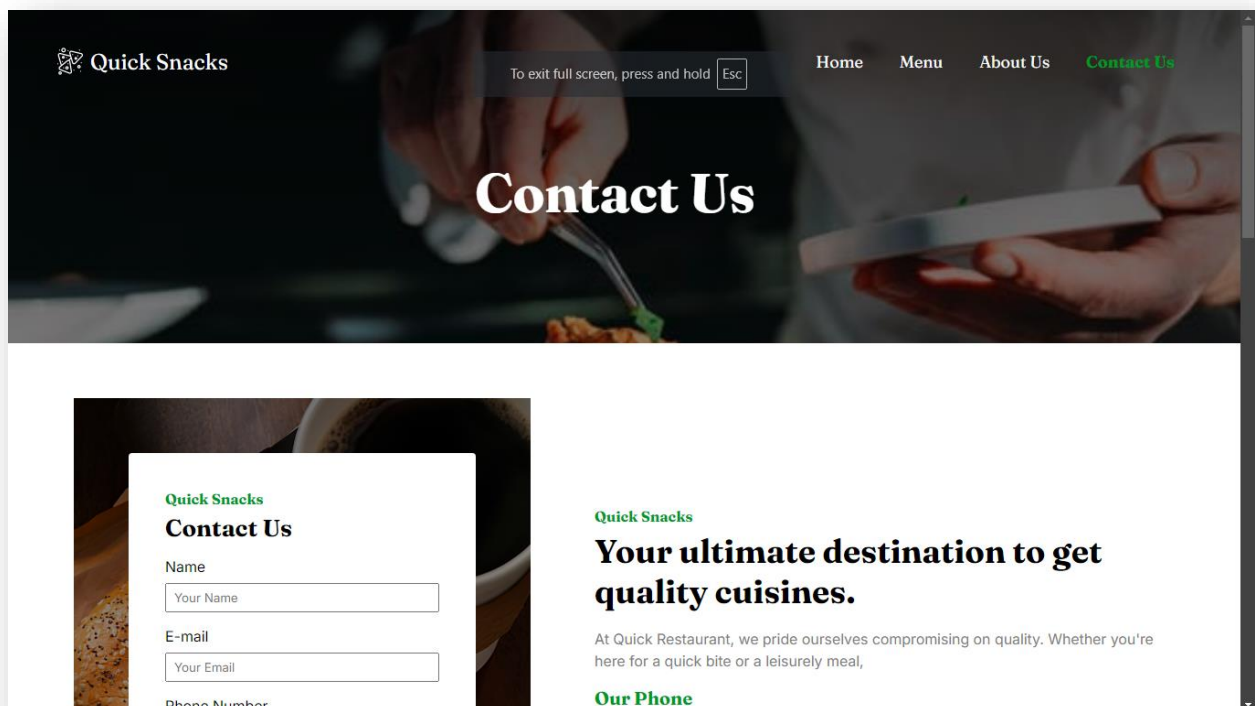 Quick Snacks
To exit full screen, press and hold Esc
Home Menu About Us Contact Us
Contact Us
Quick Snacks
Contact Us
Name
Your Name
E-mail
Your Email
Phone Number
Quick Snacks
Your ultimate destination to get
quality cuisines.
At Quick Restaurant, we pride ourselves compromising on quality. Whether you're
here for a quick bite or a leisurely meal,
Our Phone